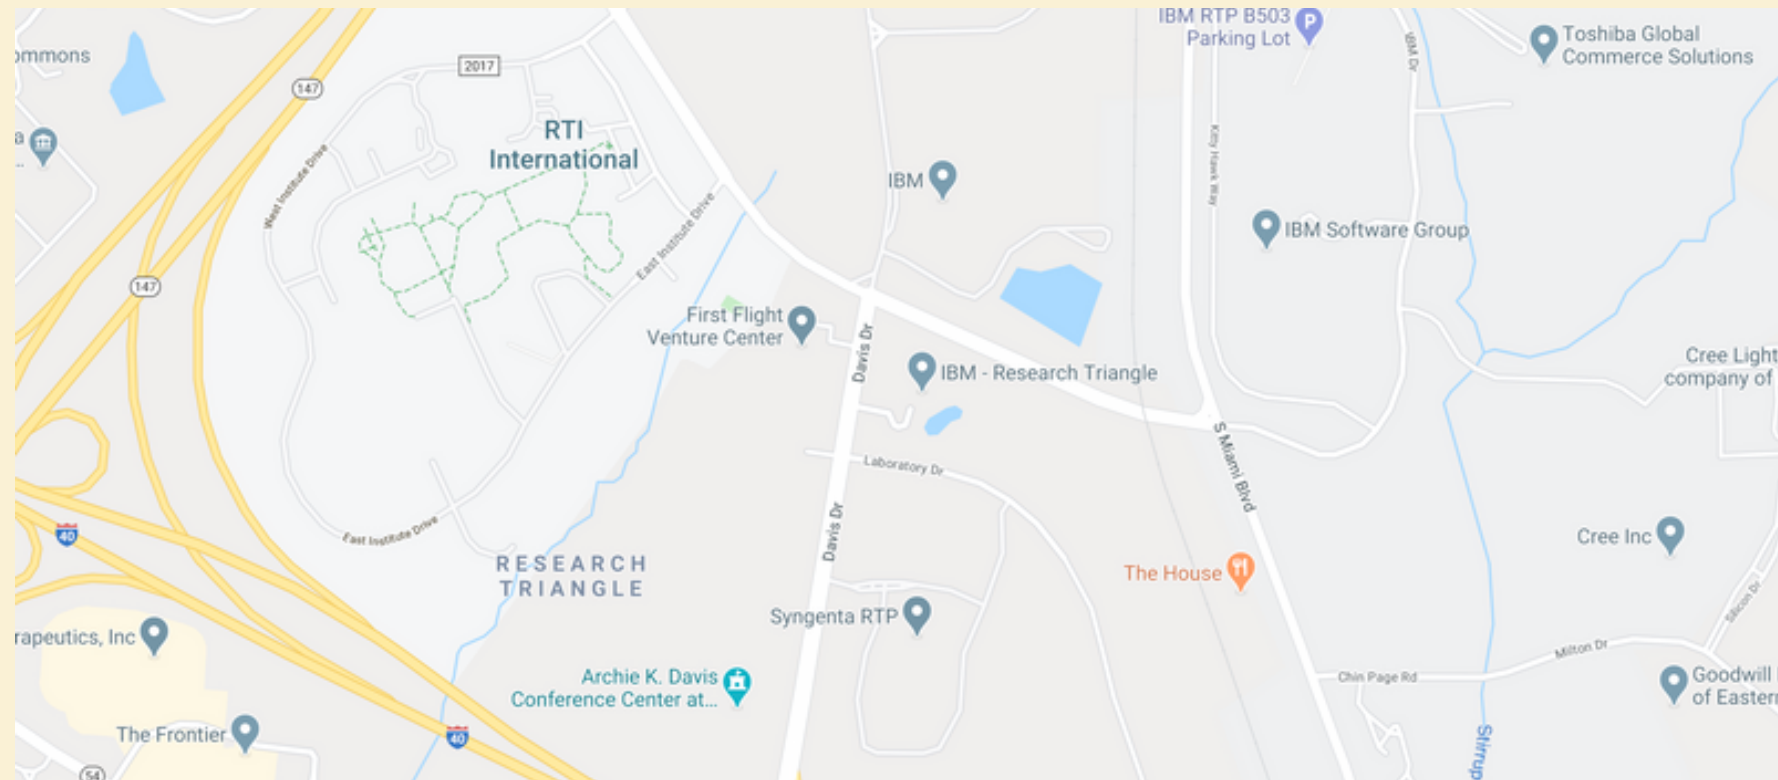 IBM RTP B503
Parking Lot
Toshiba Global
Commerce Solutions
IBM Dr
ommons
2017
147
RTI
International
a
...
West Institute Drive
Kitty Hawk Way
IBM
East Institute Drive
IBM Software Group
147
First Flight
Venture Center
Davis Dr
IBM - Research Triangle
Cree Light
company of
S Miami Blvd
Laboratory Dr
40
East Institute Drive
Davis Dr
Cree Inc
RESEARCH
TRIANGLE
The House
Silicon Dr
Syngenta RTP
rapeutics, Inc
Milton Dr
Chin Page Rd
Archie K. Davis
Conference Center at...
Goodwill
of Eastern
The Frontier
40
Stirrup
54